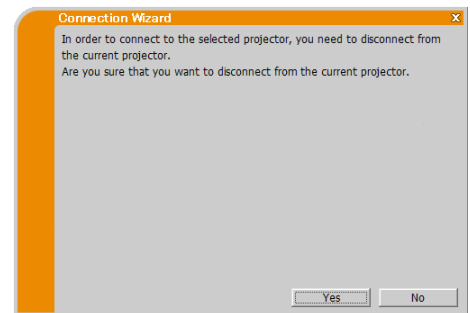 Connection Wizard X
In order to connect to the selected projector, you need to disconnect from
the current projector.
Are you sure that you want to disconnect from the current projector.
Yes No